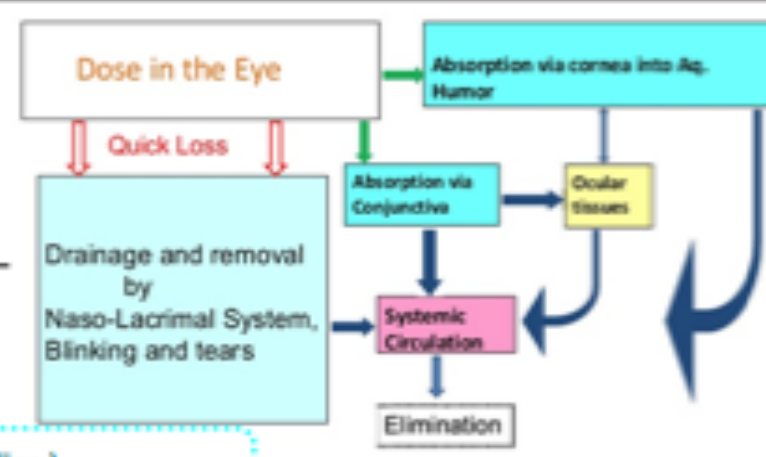 Dose in the Eye
Absorption via cornea into Aq.
Humor
Quick Loss
Absorption via
Conjunctiva
Ocular
tissues
Drainage and removal
by
Naso-Lacrimal System,
Blinking and tears
Systemic
Circulation
Elimination